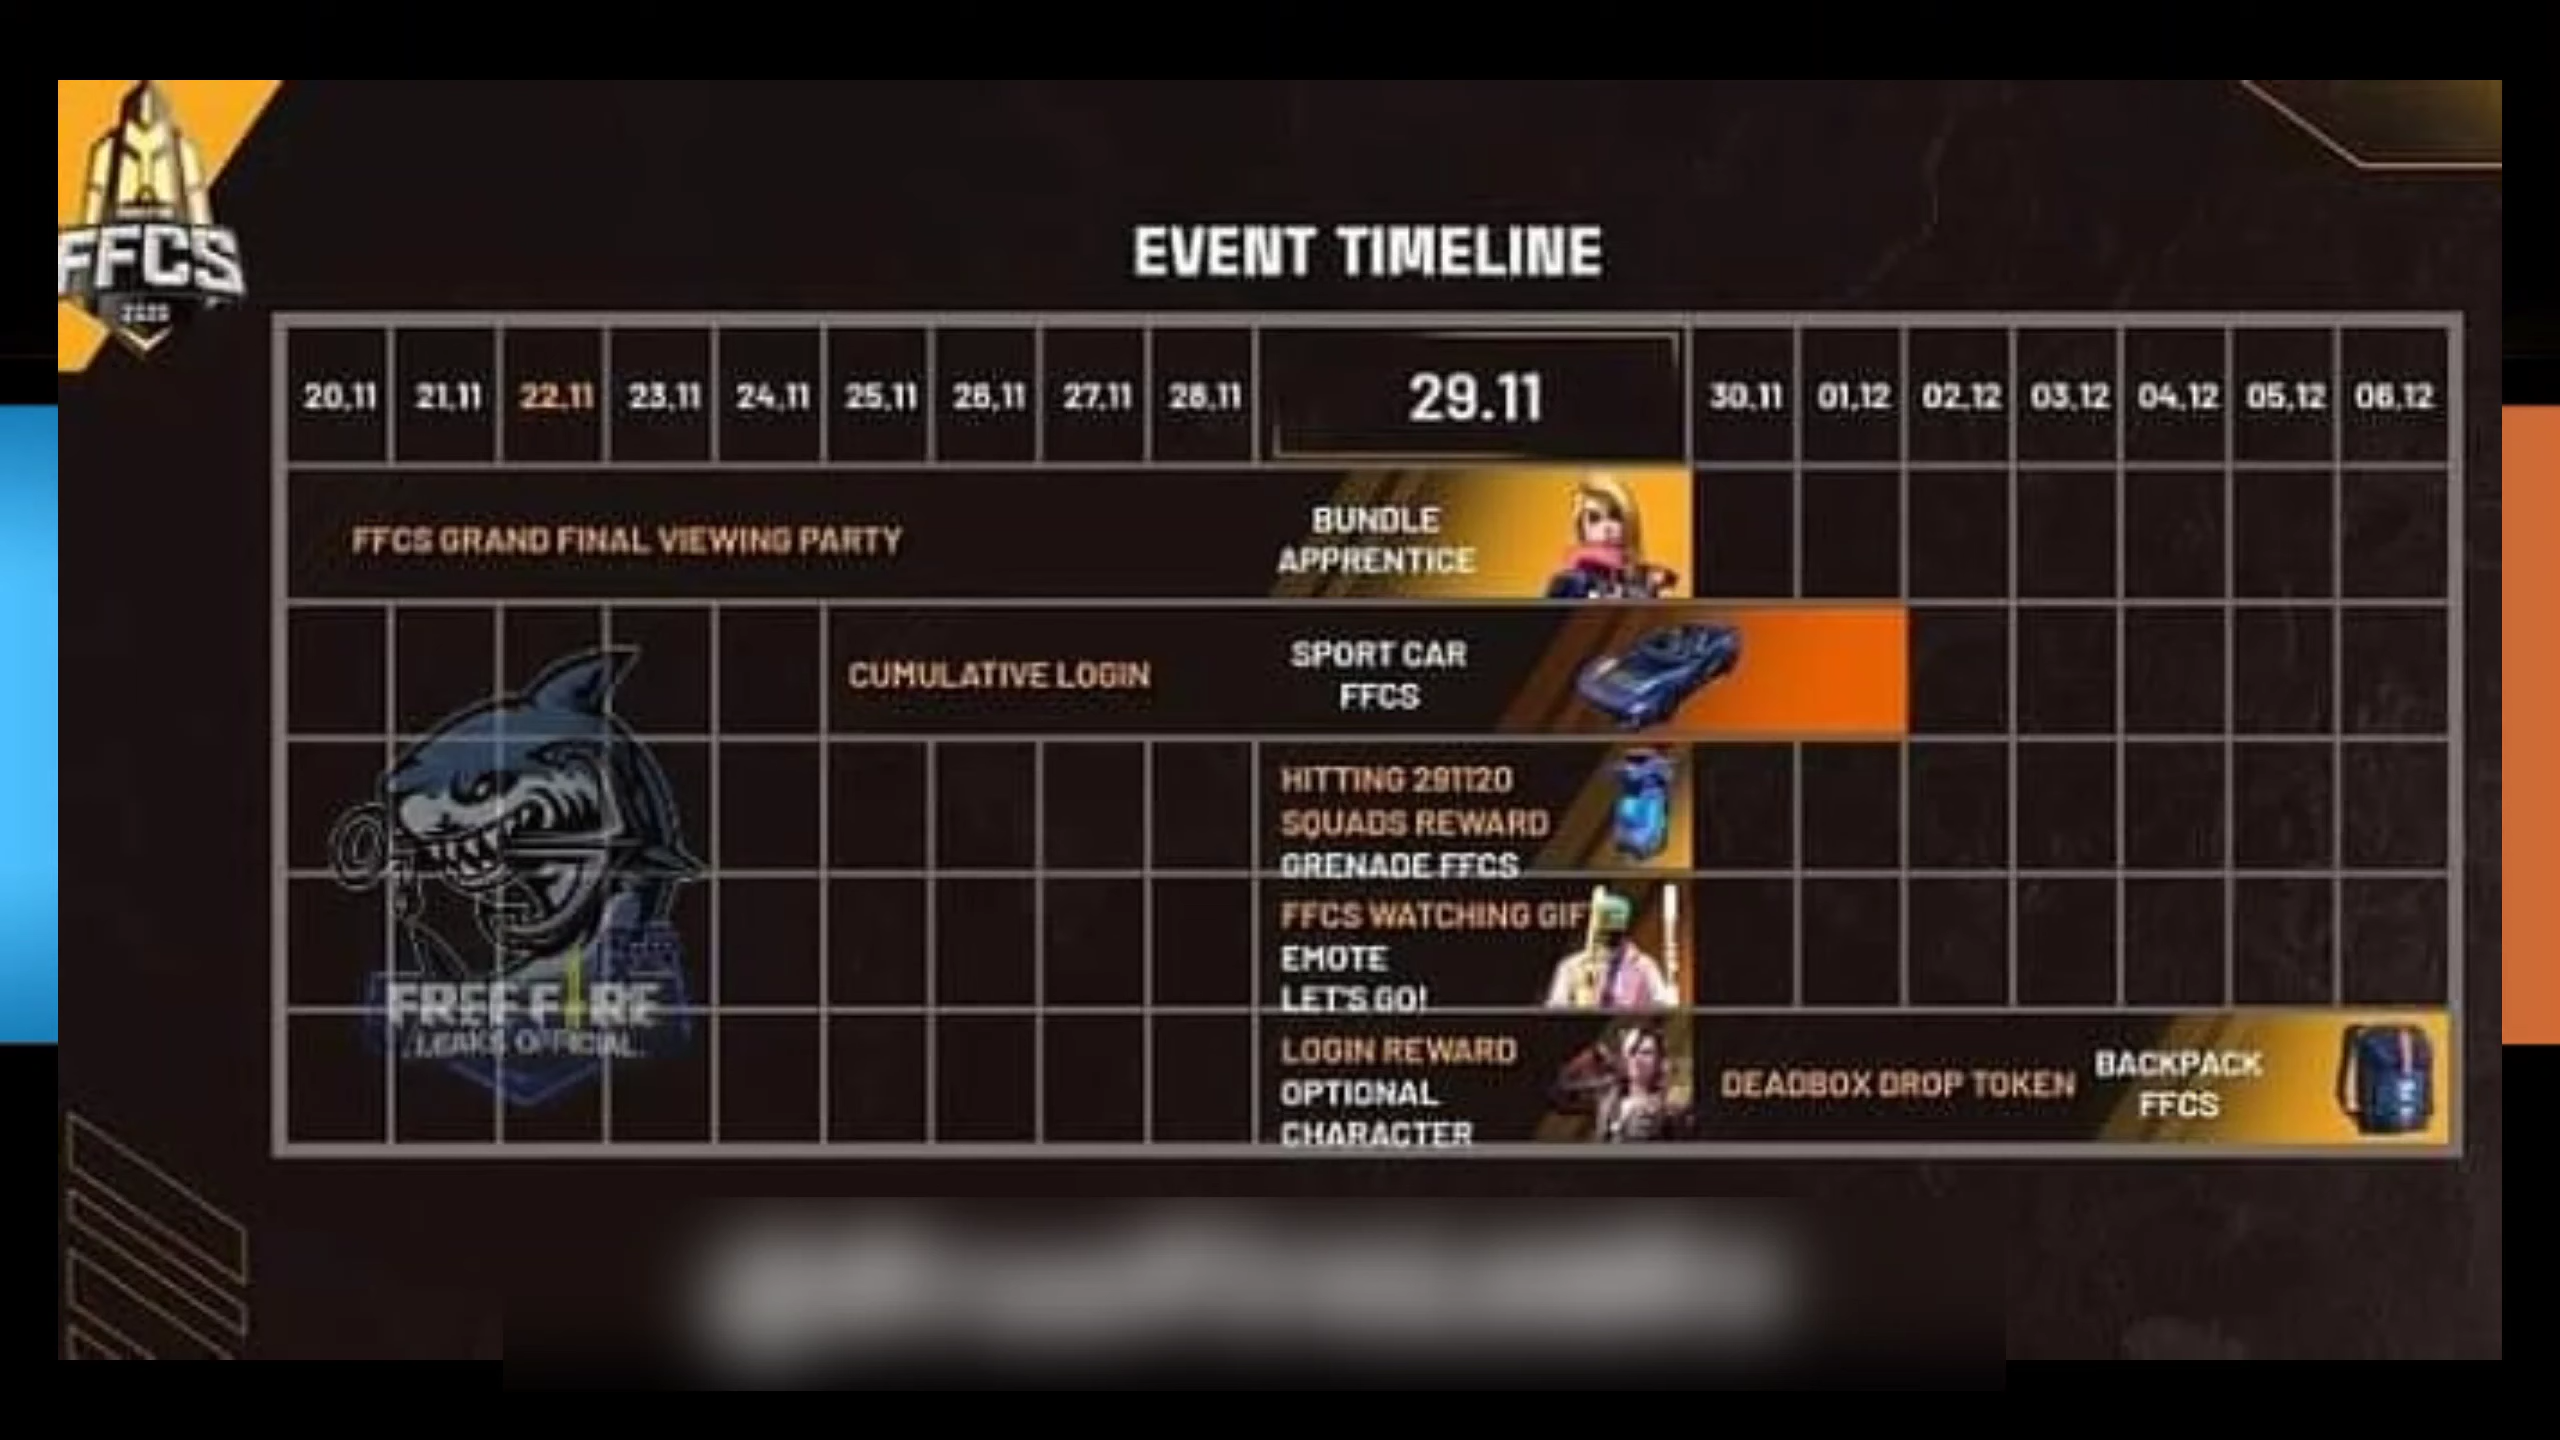 FFCS
2020
EVENT TIMELINE
20.11 21.11 22.11 23.11 24.11 25.11 26.11 27.11 28.11 29.11 30.11 01.12 02.12 03.12 04.12 05.12 06.12
FFCS GRAND FINAL VIEWING PARTY
BUNDLE
APPRENTICE
CUMULATIVE LOGIN
SPORT CAR
FFCS
HITTING 291120
SQUADS REWARD
GRENADE FFCS
FFCS WATCHING GIFT
EMOTE
LET'S GO!
LOGIN REWARD
OPTIONAL
CHARACTER
DEADBOX DROP TOKEN
BACKPACK
FFCS
FREE FIRE
LEAKS OFFICIAL